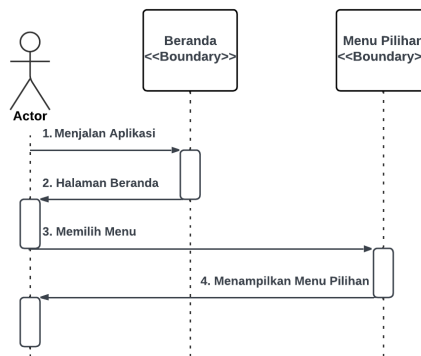 Beranda
<<Boundary>>
Menu Pilihan
<<Boundary>
Actor
1. Menjalan Aplikasi
2. Halaman Beranda
3. Memilih Menu
4. Menampilkan Menu Pilihan